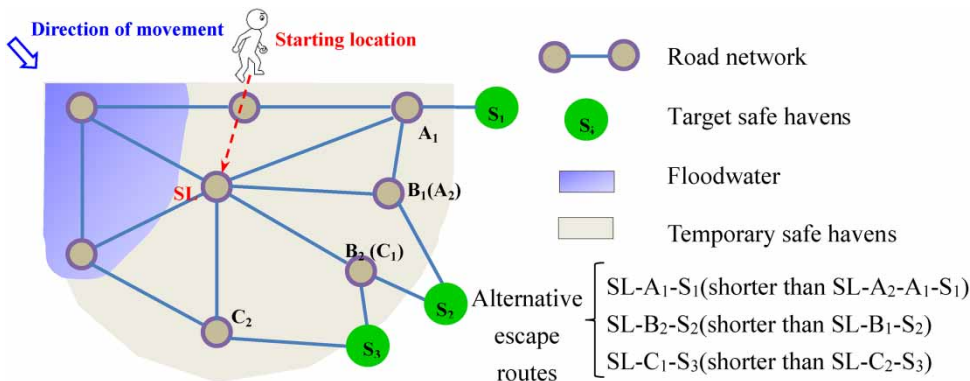 Direction of movement
Starting location
Road network
S₁
A₁
Sᵢ
Target safe havens
SL
B₁(A₂)
Floodwater
B₂ (C₁)
Temporary safe havens
S₂
C₂
S₃
Alternative
escape
routes
SL-A₁-S₁(shorter than SL-A₂-A₁-S₁)
SL-B₂-S₂(shorter than SL-B₁-S₂)
SL-C₁-S₃(shorter than SL-C₂-S₃)